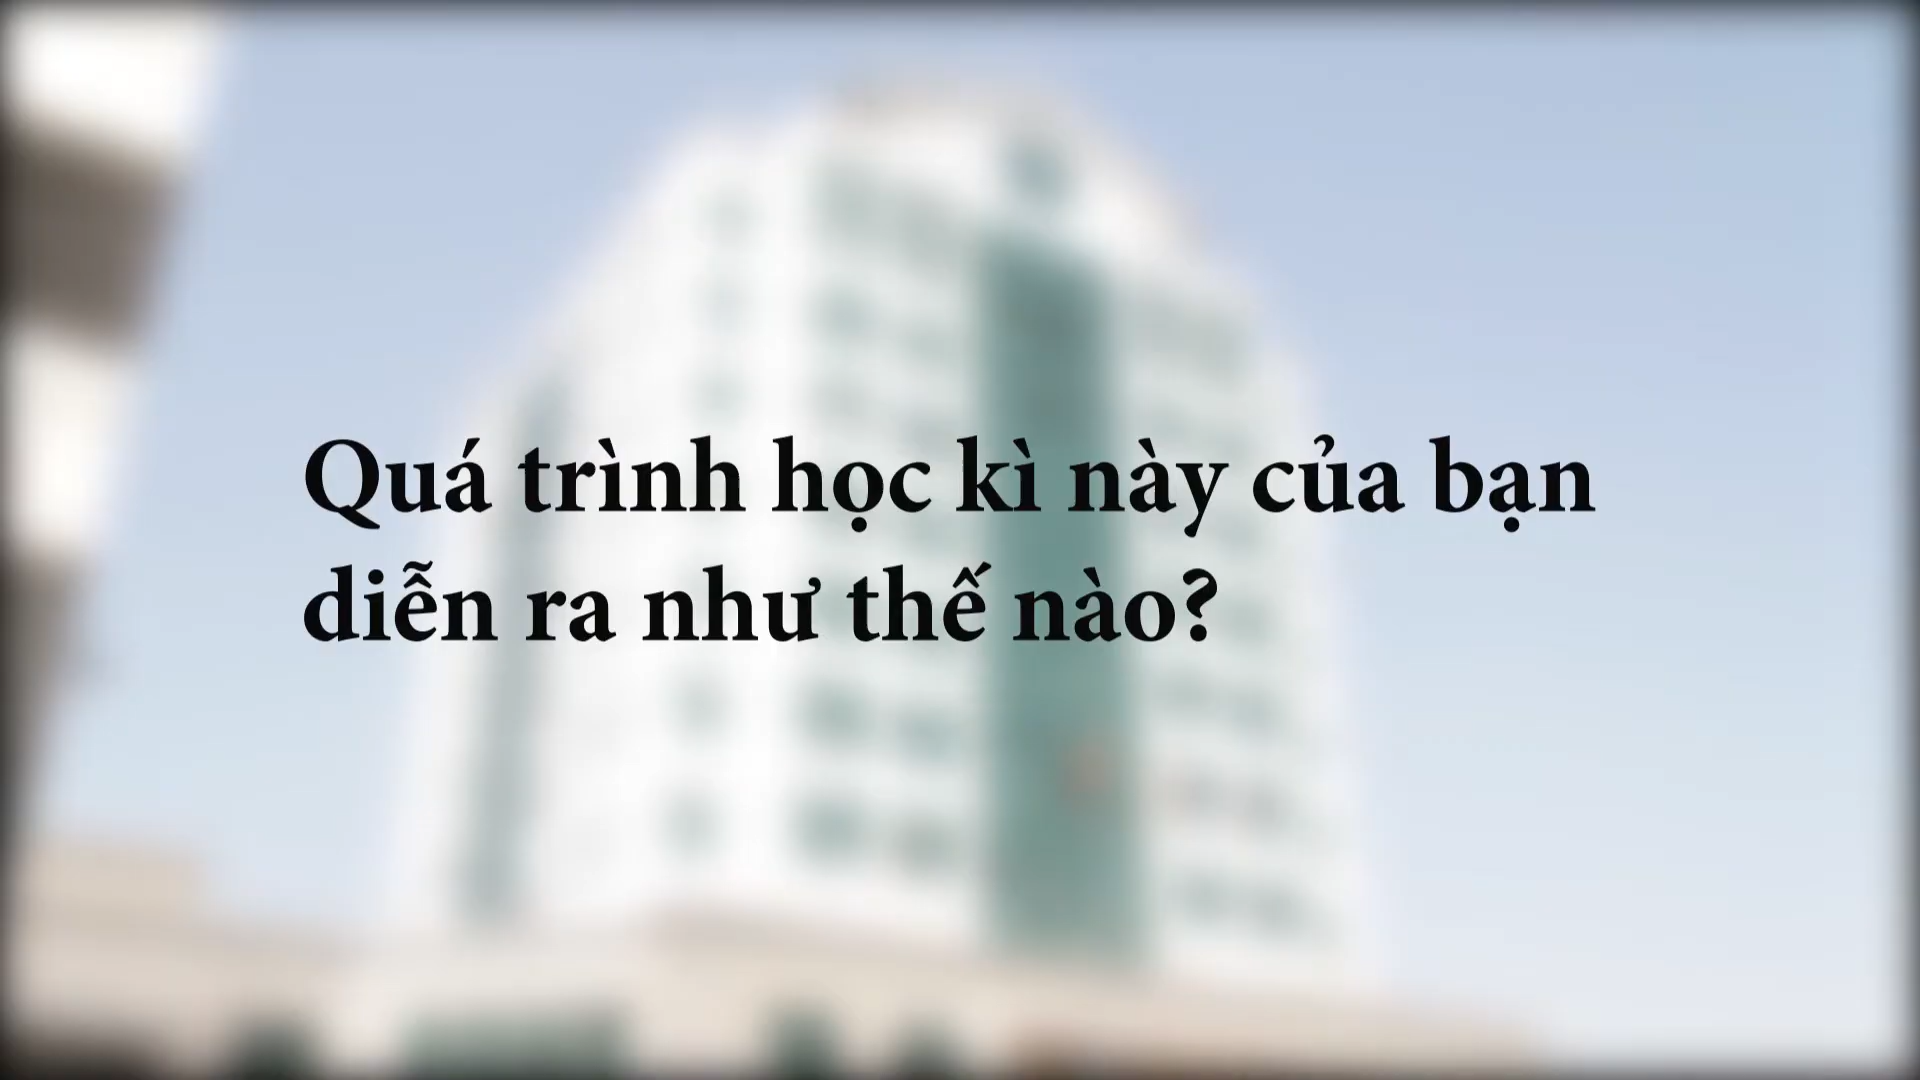 Quá trình học kì này của bạn
diễn ra như thế nào?